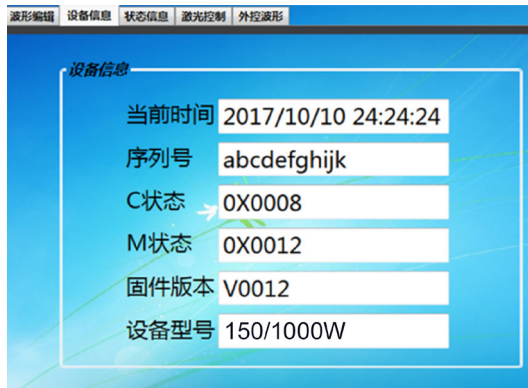 波形编辑 设备信息 状态信息 激光控制 外控波形
设备信息
当前时间 2017/10/10 24:24:24
序列号 abcdefghijk
C状态 0X0008
M状态 0X0012
固件版本 V0012
设备型号 150/1000W